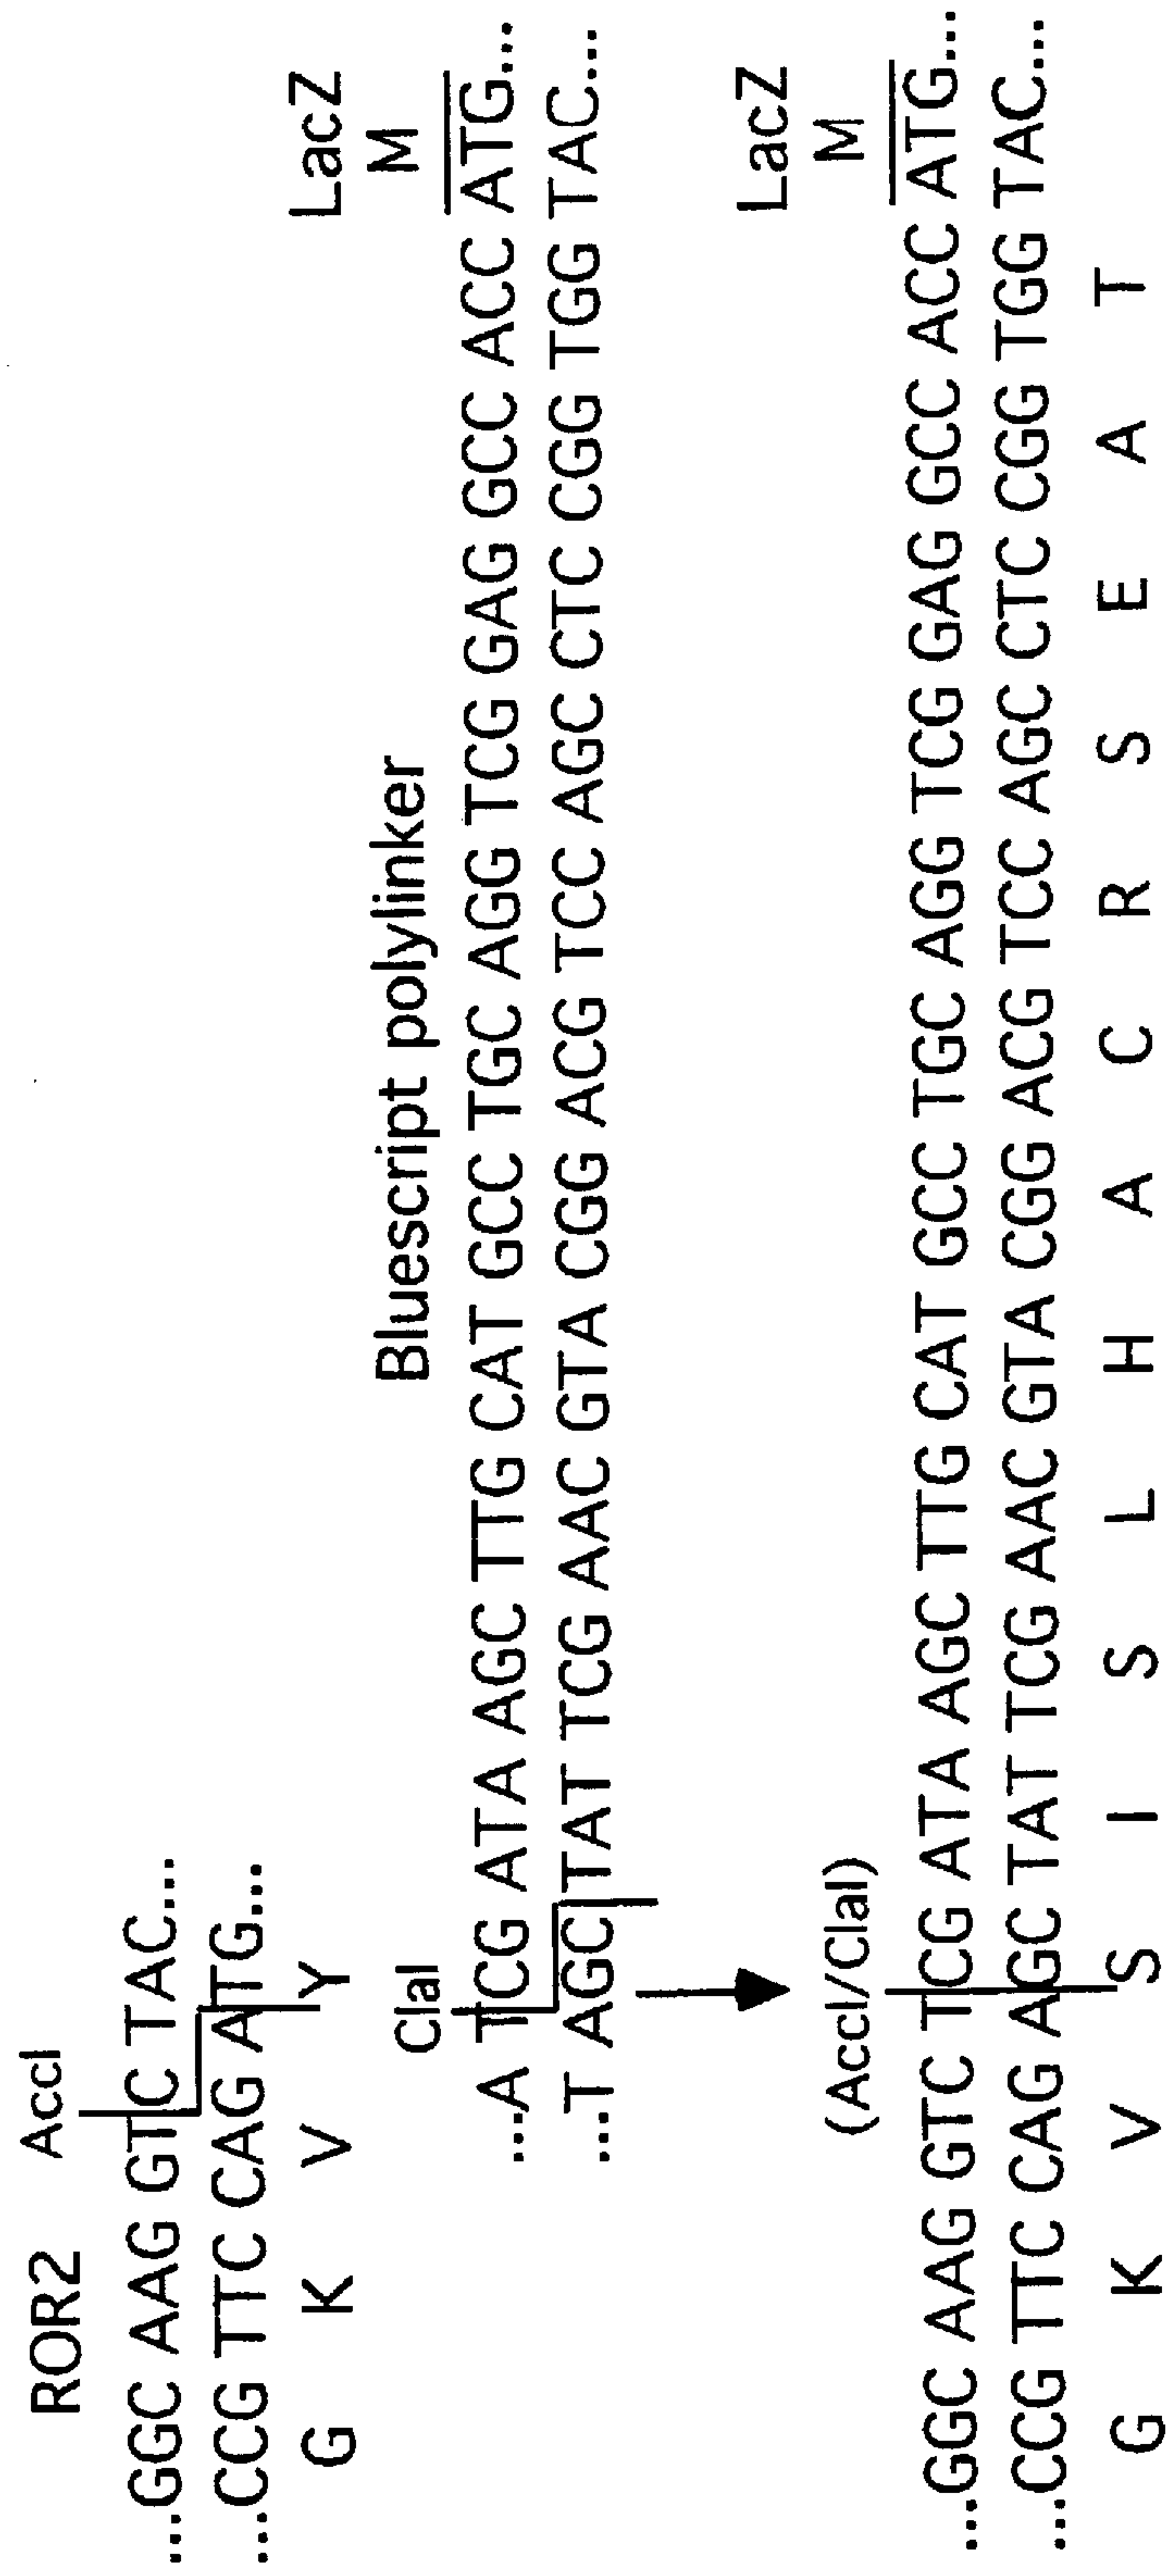 ROR2 AccI
...GGC AAG GTC TAC...
...CCG TTC CAG ATG...
G K V Y
LacZ
Bluescript polylinker M
ClaI
...A TCG ATA AGC TTG CAT GCC TGC AGG TCG GAG GCC ACC ATG...
...T AGC TAT TCG AAC GTA CGG ACG TCC AGC CTC CGG TGG TAC...
LacZ
(AccI/ClaI) M
...GGC AAG GTC TCG ATA AGC TTG CAT GCC TGC AGG TCG GAG GCC ACC ATG...
...CCG TTC CAG AGC TAT TCG AAC GTA CGG ACG TCC AGC CTC CGG TGG TAC...
G K V S I S L H A C R S E A T